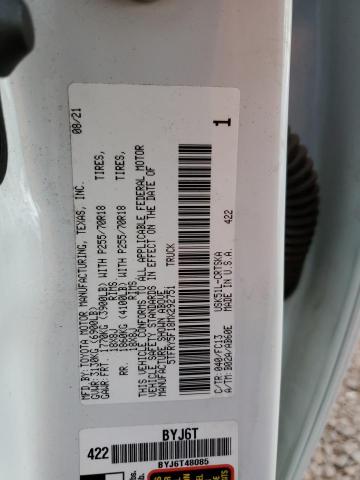 MFD BY:TOYOTA MOTOR MANUFACTURING, TEXAS, INC. 08/21
GVWR:3130KG (6900LB)
GAWR FRT. 1770KG (3900LB) WITH P255/70R18 TIRES,
18X8J RIMS
RR. 1860KG (4100LB) WITH P255/70R18 TIRES,
18X8J RIMS
THIS VEHICLE CONFORMS TO ALL APPLICABLE FEDERAL MOTOR
VEHICLE SAFETY STANDARDS IN EFFECT ON THE DATE OF
MANUFACTURE SHOWN ABOVE.
5TFRY5F18MX292751 TRUCK
1
C/TR: 040/FC13 USK51L-CRTSKA 422
A/TM: B02A/AB60E MADE IN U.S.A.
422 BYJ6T
BYJ6T48085